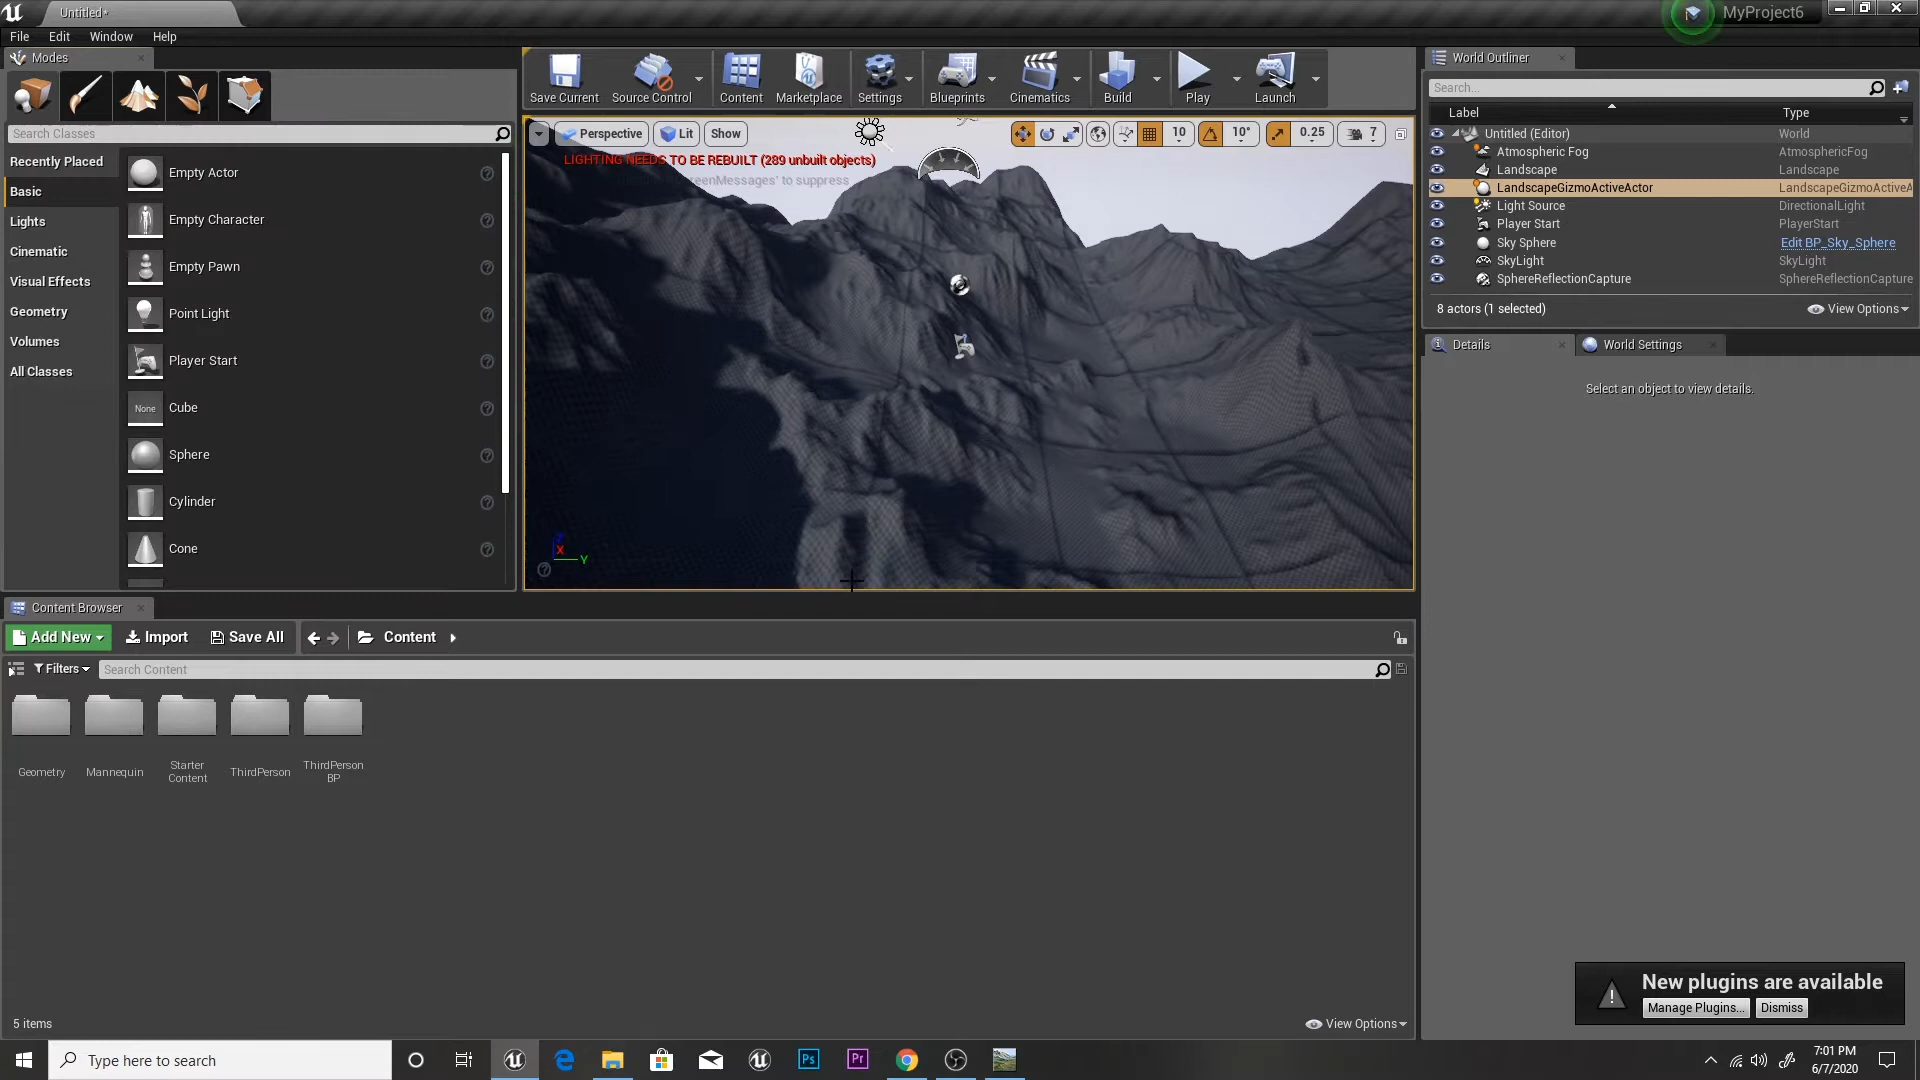 Untitled*
MyProject6
File Edit Window Help
Modes
Search Classes
Recently Placed
Basic
Lights
Cinematic
Visual Effects
Geometry
Volumes
All Classes
Empty Actor
Empty Character
Empty Pawn
Point Light
Player Start
None Cube
Sphere
Cylinder
Cone
Save Current Source Control Content Marketplace Settings Blueprints Cinematics Build Play Launch
Perspective Lit Show 10 10° 0.25 7
LIGHTING NEEDS TO BE REBUILT (289 unbuilt objects)
to suppress
Z
X
Y
World Outliner
Search...
Label Type
Untitled (Editor) World
Atmospheric Fog AtmosphericFog
Landscape Landscape
LandscapeGizmoActiveActor LandscapeGizmoActiveA
Light Source DirectionalLight
Player Start PlayerStart
Sky Sphere Edit BP_Sky_Sphere
SkyLight SkyLight
SphereReflectionCapture SphereReflectionCapture
8 actors (1 selected) View Options
Details World Settings
Select an object to view details.
Content Browser
Add New Import Save All Content
Filters Search Content
Geometry Mannequin Starter Content ThirdPerson ThirdPerson BP
5 items View Options
New plugins are available
Manage Plugins... Dismiss
Type here to search
Ps
Pr
7:01 PM
6/7/2020